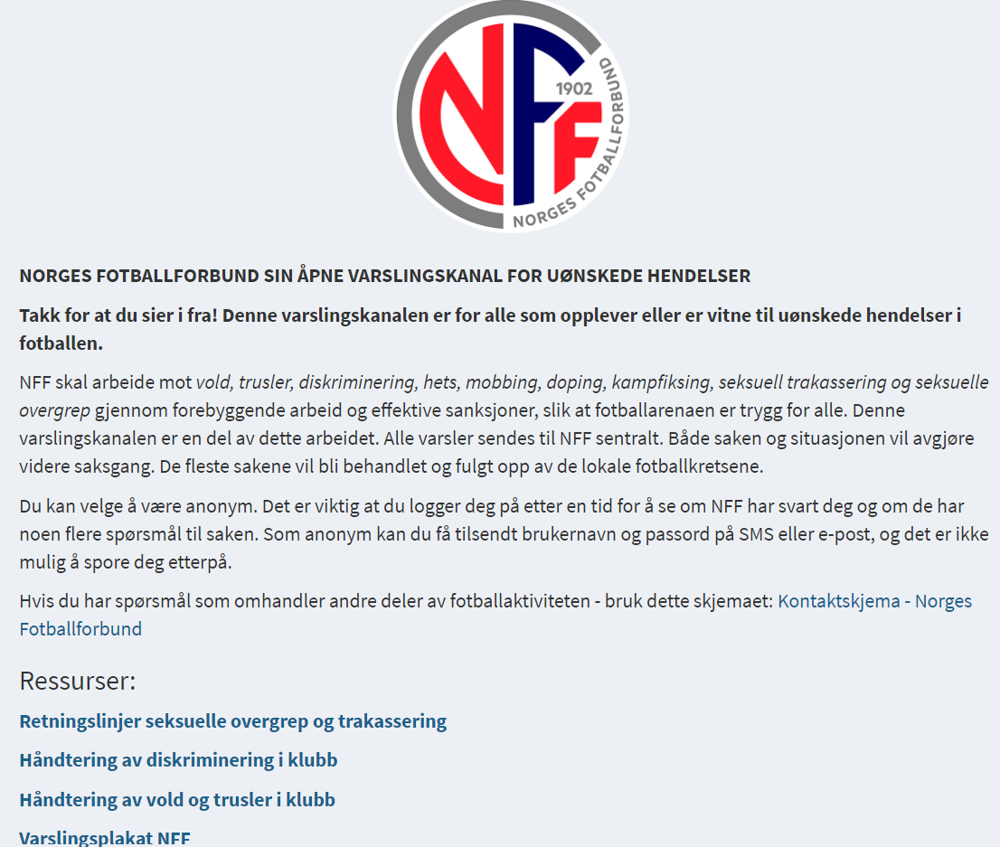 NFF
1902
NORGES FOTBALLFORBUND
NORGES FOTBALLFORBUND SIN ÅPNE VARSLINGSKANAL FOR UØNSKEDE HENDELSER
Takk for at du sier i fra! Denne varslingskanalen er for alle som opplever eller er vitne til uønskede hendelser i
fotballen.
NFF skal arbeide mot vold, trusler, diskriminering, hets, mobbing, doping, kampfiksing, seksuell trakassering og seksuelle
overgrep gjennom forebyggende arbeid og effektive sanksjoner, slik at fotballarenaen er trygg for alle. Denne
varslingskanalen er en del av dette arbeidet. Alle varsler sendes til NFF sentralt. Både saken og situasjonen vil avgjøre
videre saksgang. De fleste sakene vil bli behandlet og fulgt opp av de lokale fotballkretsene.
Du kan velge å være anonym. Det er viktig at du logger deg på etter en tid for å se om NFF har svart deg og om de har
noen flere spørsmål til saken. Som anonym kan du få tilsendt brukernavn og passord på SMS eller e-post, og det er ikke
mulig å spore deg etterpå.
Hvis du har spørsmål som omhandler andre deler av fotballaktiviteten - bruk dette skjemaet: Kontaktskjema - Norges
Fotballforbund
Ressurser:
Retningslinjer seksuelle overgrep og trakassering
Håndtering av diskriminering i klubb
Håndtering av vold og trusler i klubb
Varslingsplakat NFF